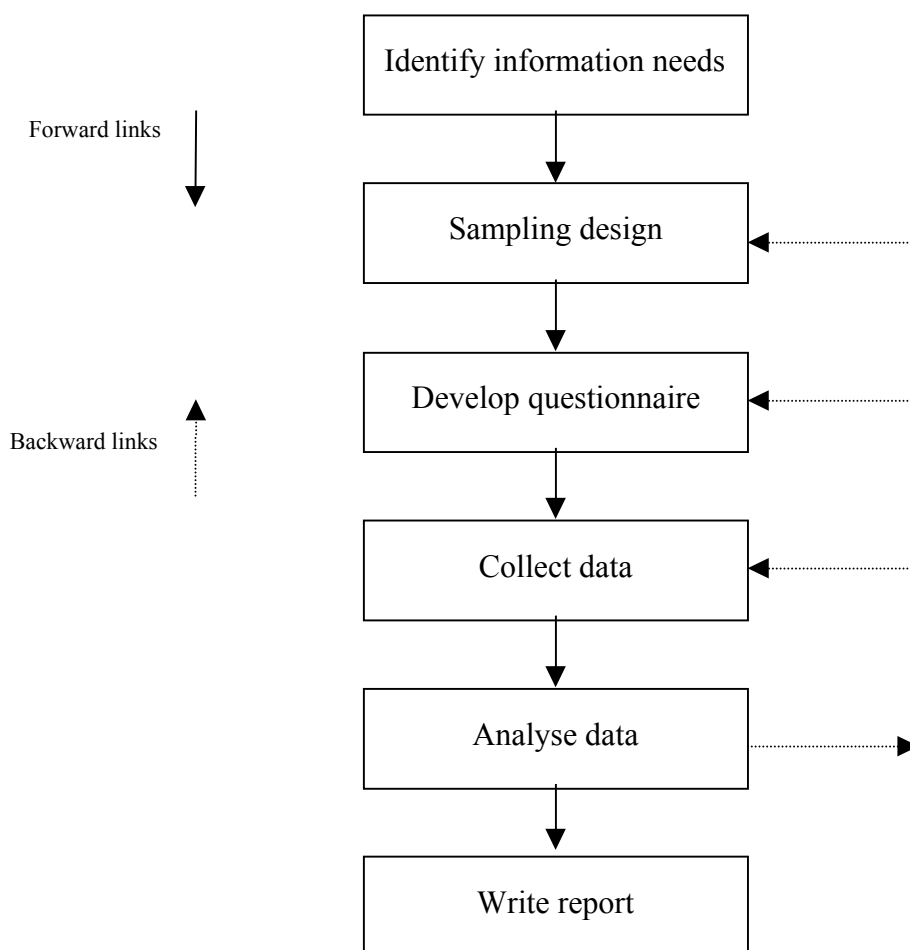 Identify information needs
Forward links
Sampling design
Develop questionnaire
Backward links
Collect data
Analyse data
Write report